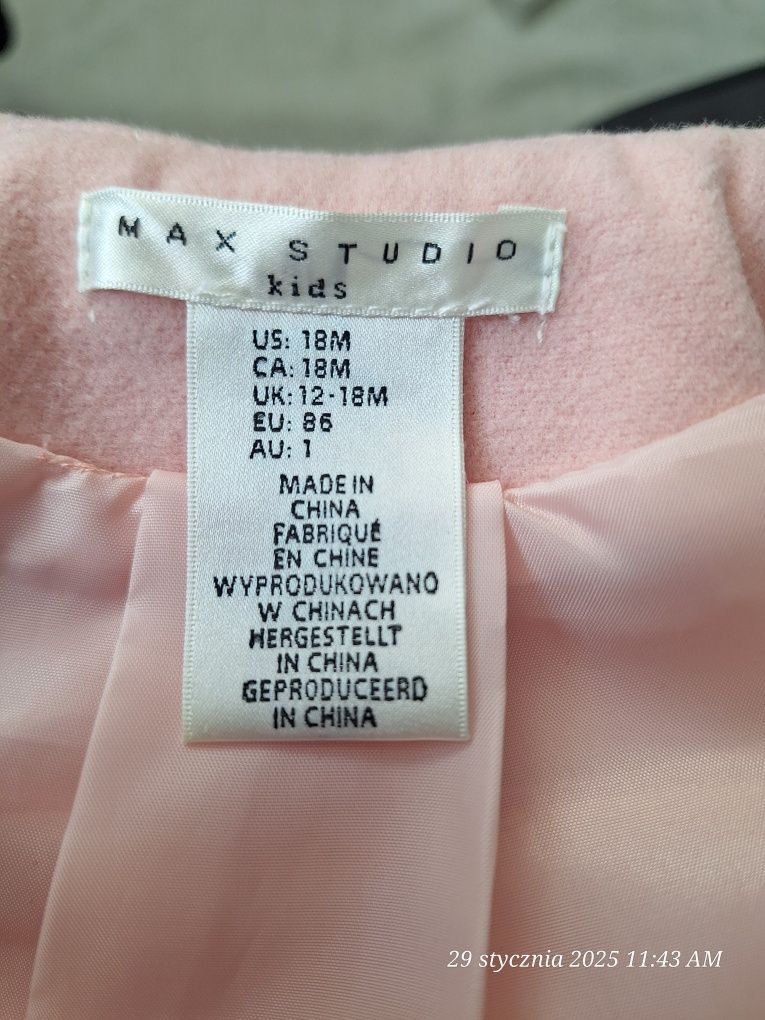 MAX STUDIO
kids
US: 18M
CA: 18M
UK: 12-18M
EU: 86
AU: 1
MADE IN
CHINA
FABRIQUÉ
EN CHINE
WYPRODUKOWANO
W CHINACH
HERGESTELLT
IN CHINA
GEPRODUCEERD
IN CHINA
29 stycznia 2025 11:43 AM